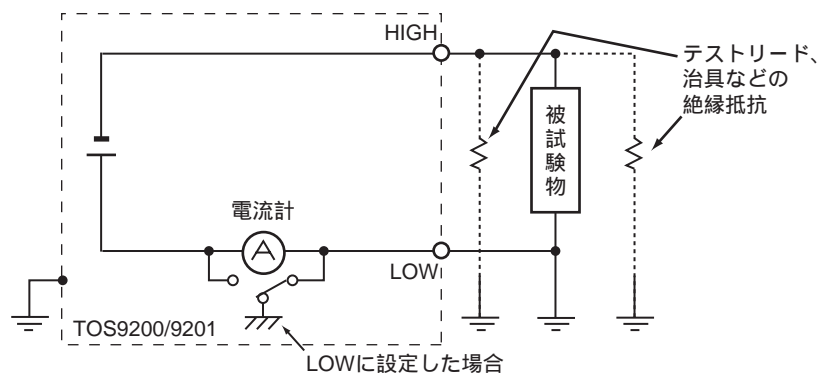 HIGH
テストリード、
治具などの
絶縁抵抗
被試験物
電流計
A
LOW
TOS9200/9201
LOWに設定した場合